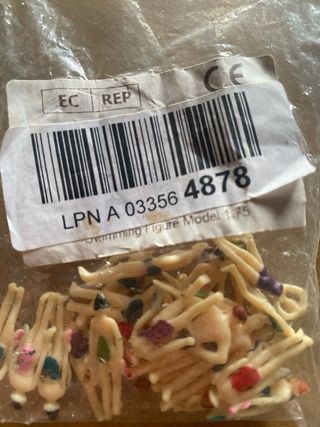 EC REP CE
LPN A 03356 4878
Swimming Figure Model 1:75